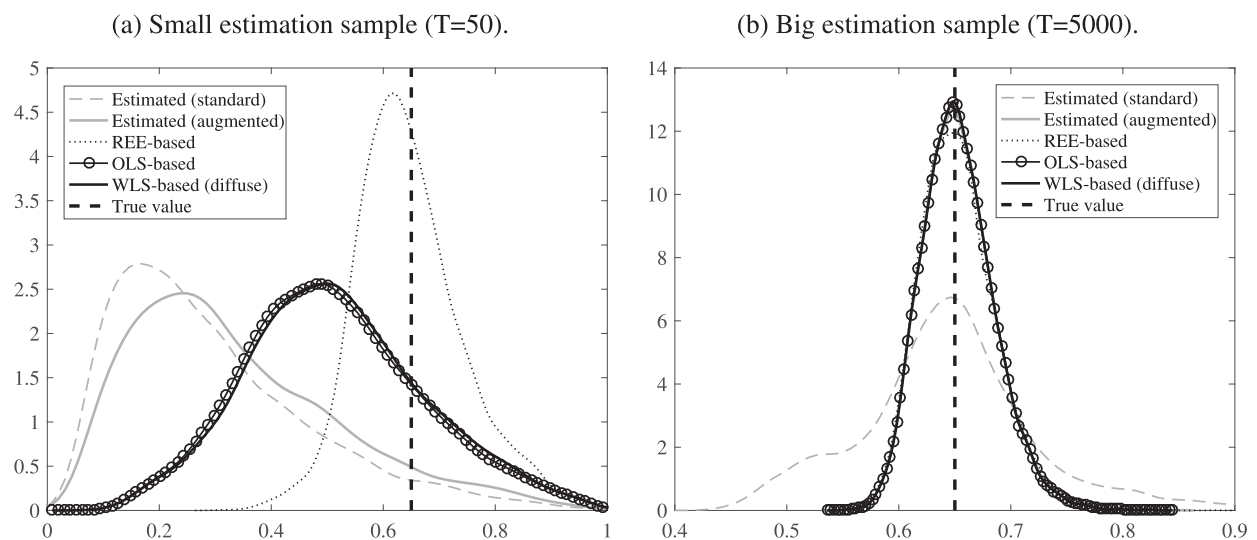 (a) Small estimation sample (T=50).
5
4.5
4
3.5
3
2.5
2
1.5
1
0.5
0
0
0.2
0.4
0.6
0.8
1
Estimated (standard)
Estimated (augmented)
REE-based
OLS-based
WLS-based (diffuse)
True value
(b) Big estimation sample (T=5000).
14
12
10
8
6
4
2
0
0.4
0.5
0.6
0.7
0.8
0.9
Estimated (standard)
Estimated (augmented)
REE-based
OLS-based
WLS-based (diffuse)
True value